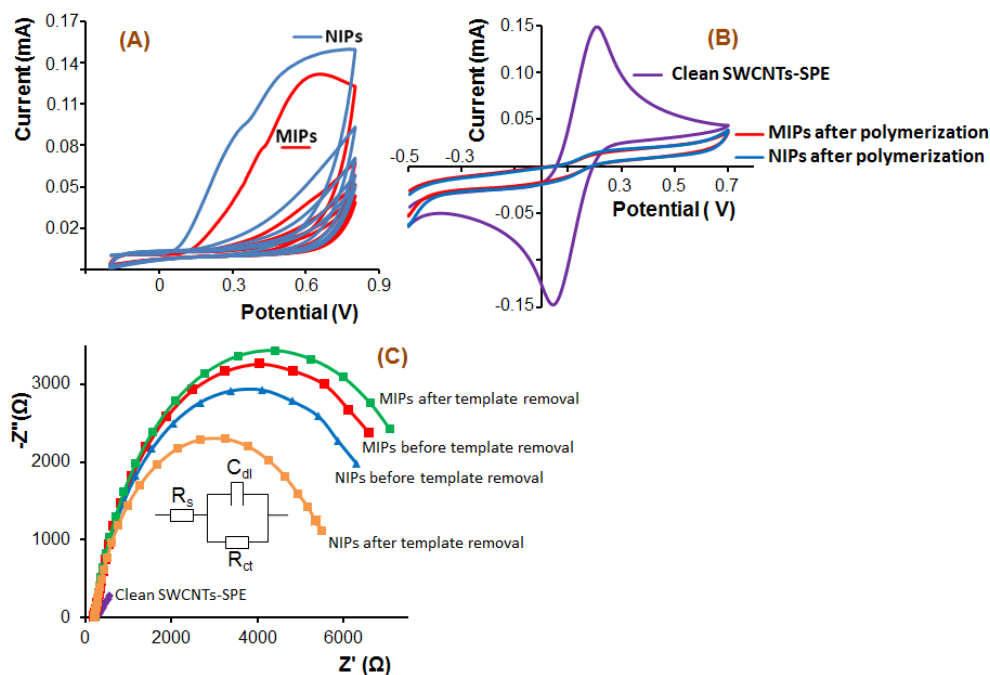 (A)
Current (mA)
0.17
0.14
0.11
0.08
0.05
0.02
0
0.3
0.6
0.9
Potential (V)
NIPs
MIPs
(B)
Current (mA)
0.15
0.10
0.05
-0.05
-0.15
-0.5
-0.3
0.3
0.5
0.7
Potential ( V)
Clean SWCNTs-SPE
MIPs after polymerization
NIPs after polymerization
(C)
-Z"(Ω)
3000
2000
1000
0
0
2000
4000
6000
Z' (Ω)
MIPs after template removal
MIPs before template removal
NIPs before template removal
NIPs after template removal
Clean SWCNTs-SPE
Rs
Cdl
Rct